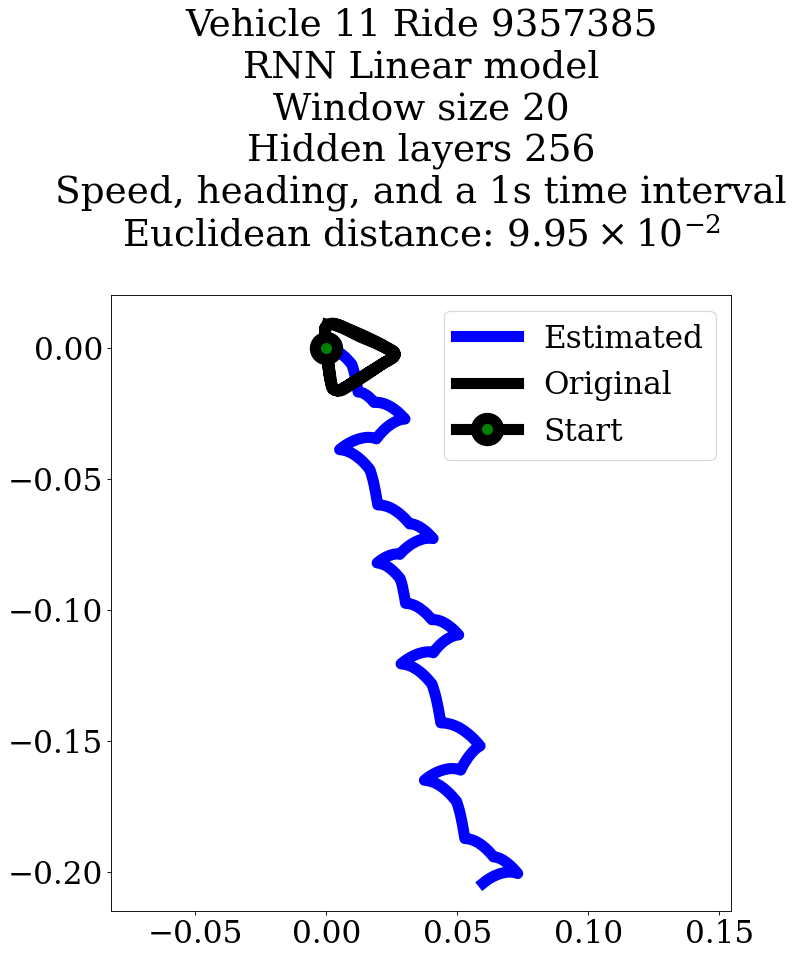 Vehicle 11 Ride 9357385
RNN Linear model
Window size 20
Hidden layers 256
Speed, heading, and a 1s time interval
Euclidean distance: 9.95 × 10⁻²
Estimated
Original
Start
0.00
−0.05
−0.10
−0.15
−0.20
−0.05 0.00 0.05 0.10 0.15